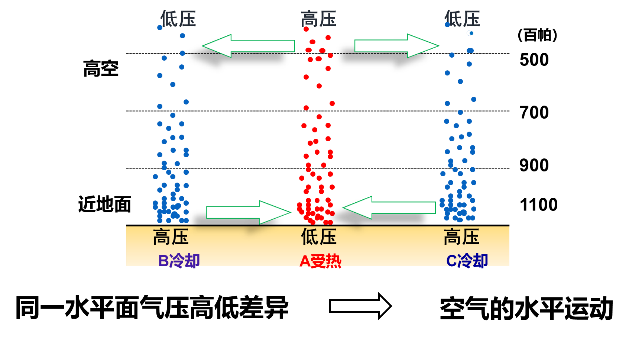 低压 高压 低压
(百帕)
高空
500
700
900
近地面
1100
高压 低压 高压
B冷却 A受热 C冷却
同一水平面气压高低差异 空气的水平运动